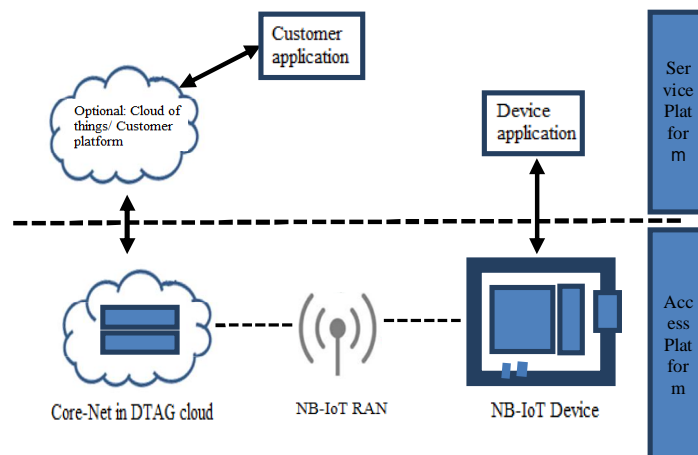 Customer
application
Optional: Cloud of
things/ Customer
platform
Device
application
Ser
vice
Plat
for
m
Core-Net in DTAG cloud
NB-IoT RAN
NB-IoT Device
Acc
ess
Plat
for
m